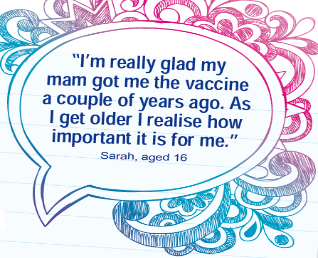 “I’m really glad my
mam got me the vaccine
a couple of years ago. As
I get older I realise how
important it is for me.”
Sarah, aged 16